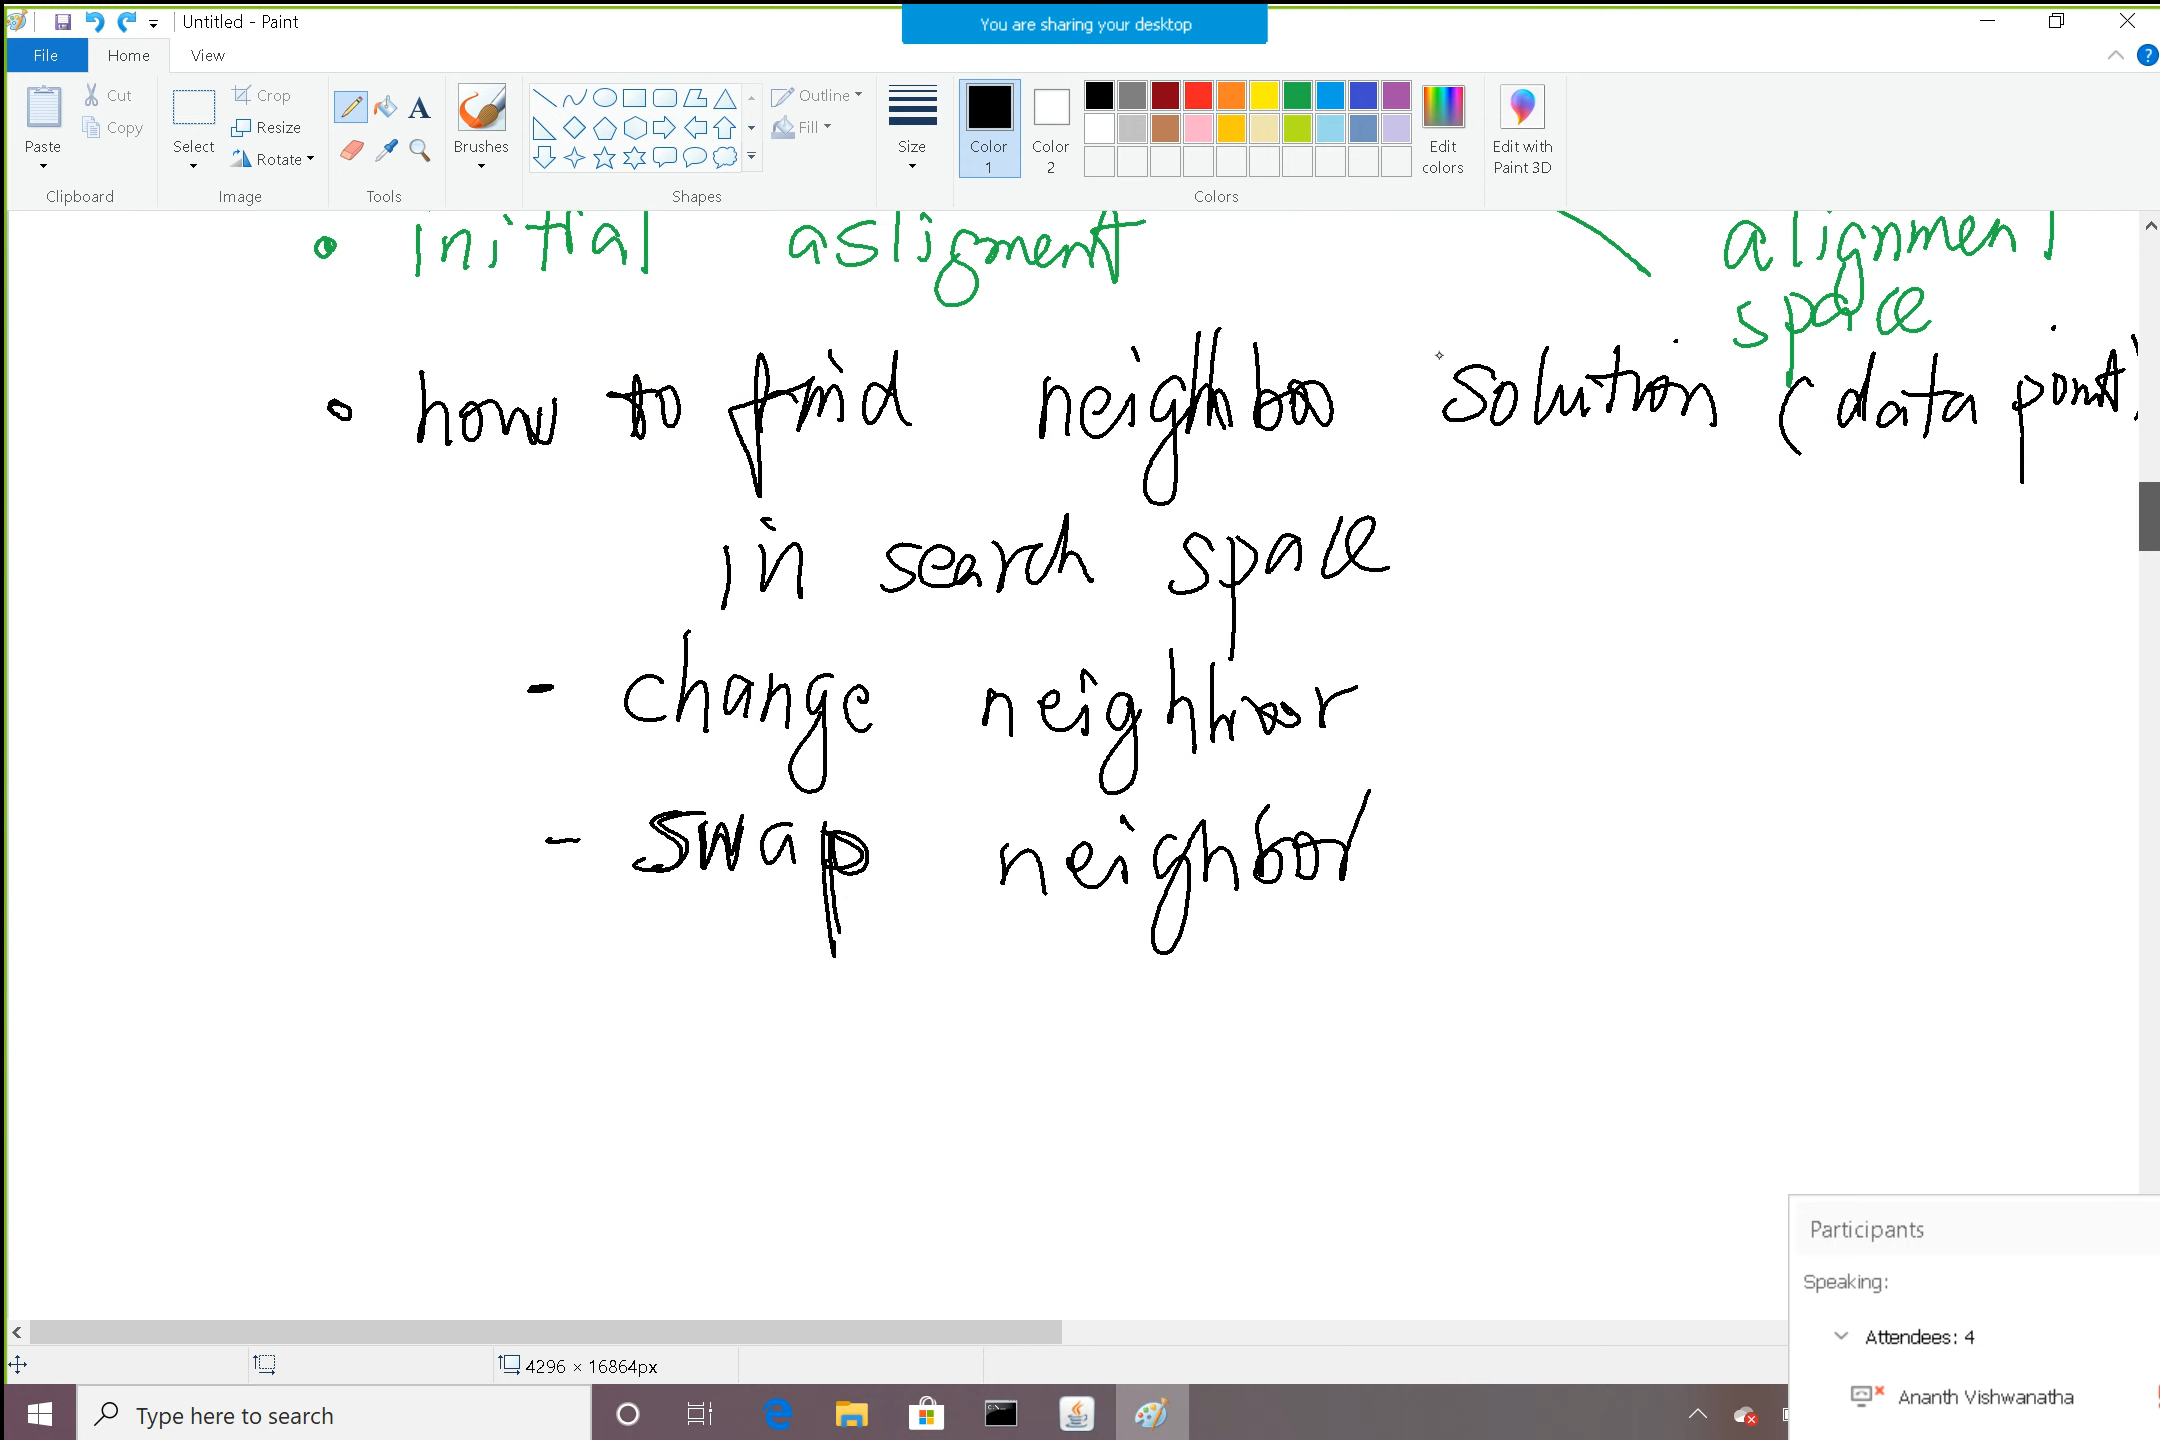 Untitled - Paint
You are sharing your desktop
File Home View
Paste Cut Copy Select Crop Resize Rotate Brushes Outline Fill Size Color 1 Color 2 Edit colors Edit with Paint 3D
Clipboard Image Tools Shapes Colors
• initial asligment
alignment
space
• how to find neighbo solution (data point)
in search space
- change neighbor
- swap neighbor
Participants
Speaking:
Attendees: 4
Ananth Vishwanatha
4296 × 16864px
Type here to search